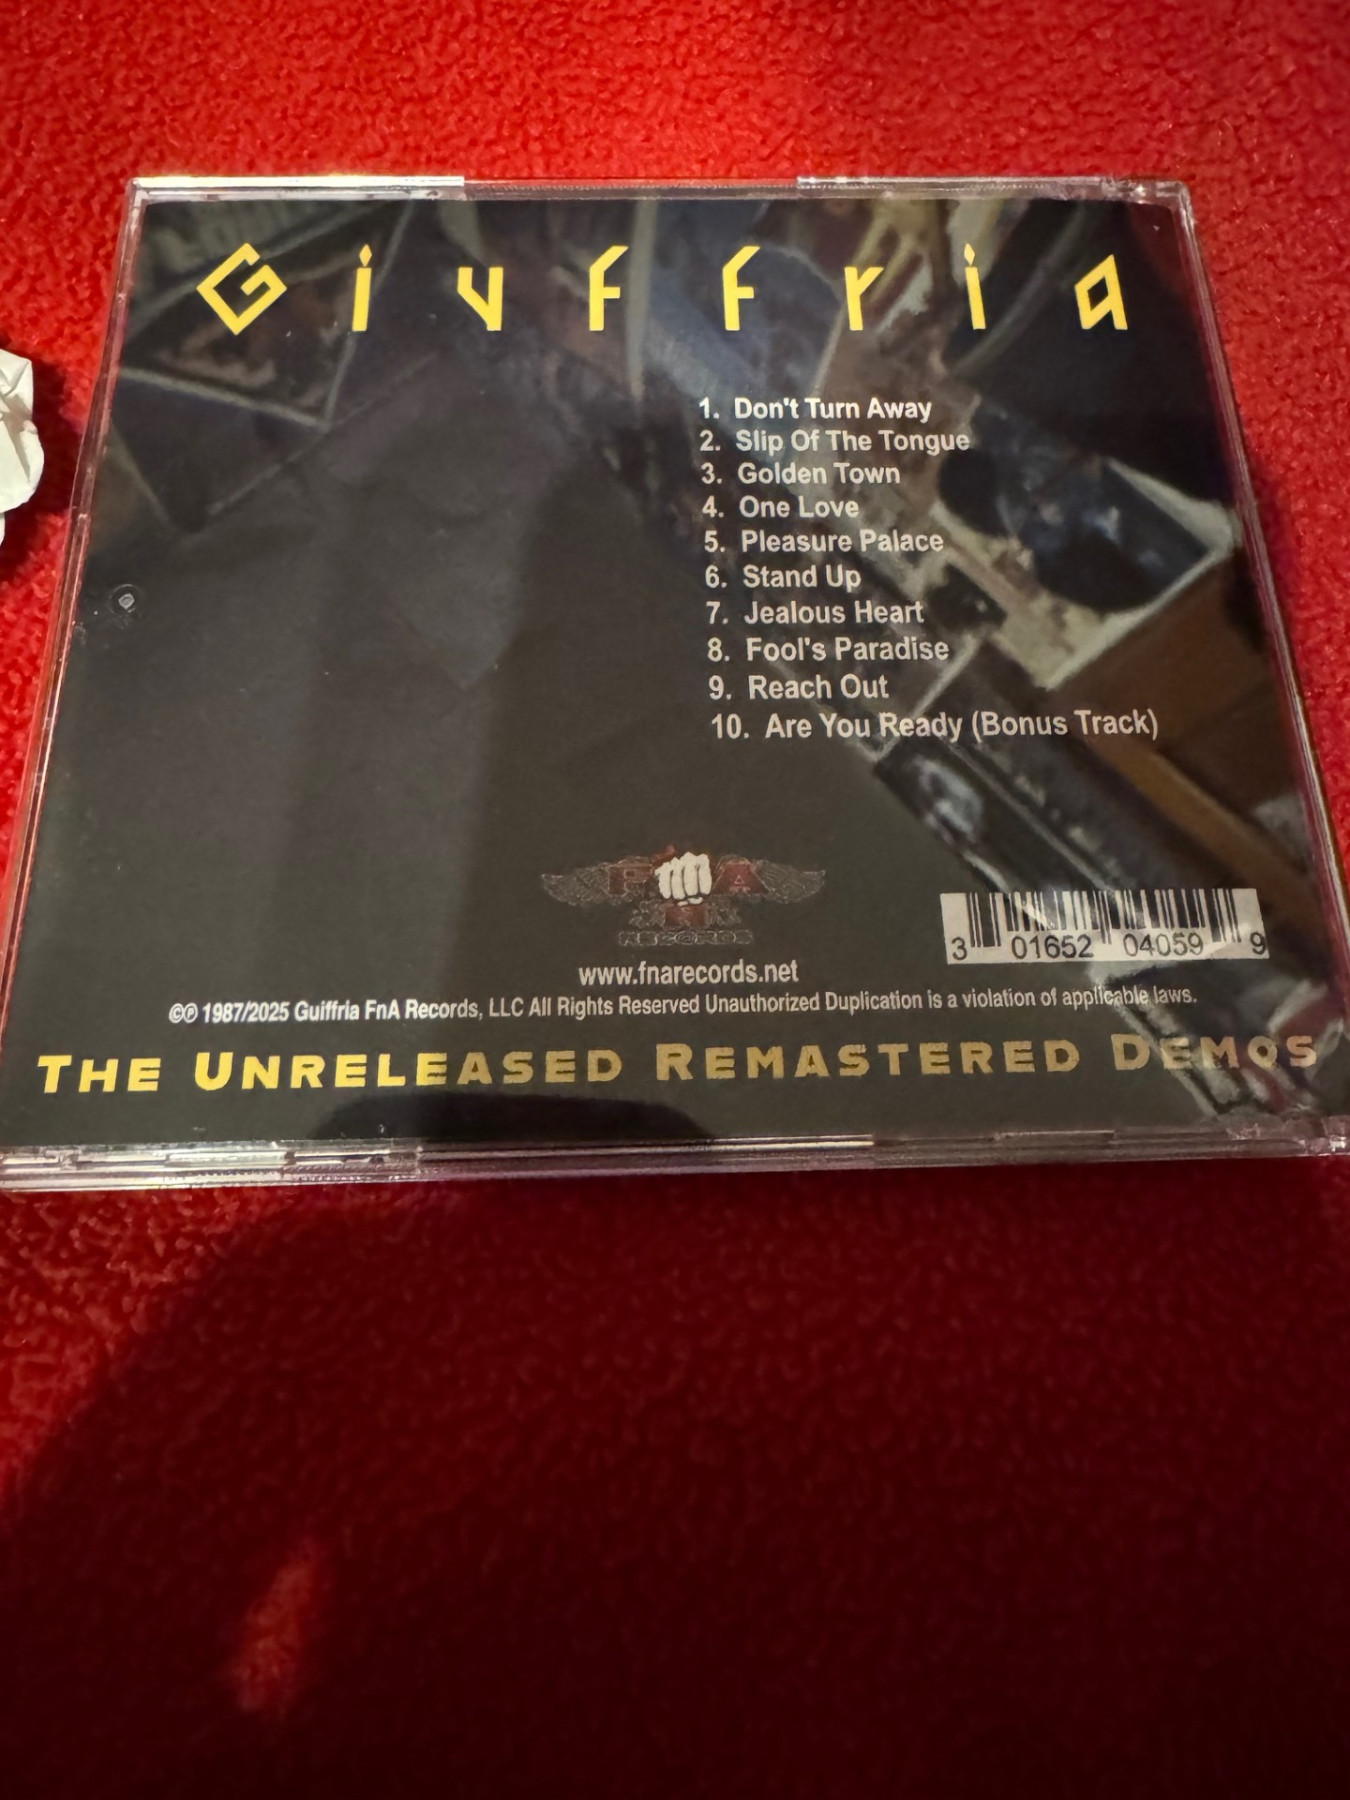 Giuffria
1. Don't Turn Away
2. Slip Of The Tongue
3. Golden Town
4. One Love
5. Pleasure Palace
6. Stand Up
7. Jealous Heart
8. Fool's Paradise
9. Reach Out
10. Are You Ready (Bonus Track)
F A
RECORDS
3 01652 04059 9
www.fnarecords.net
©℗ 1987/2025 Guiffria FnA Records, LLC All Rights Reserved Unauthorized Duplication is a violation of applicable laws.
THE UNRELEASED REMASTERED DEMOS